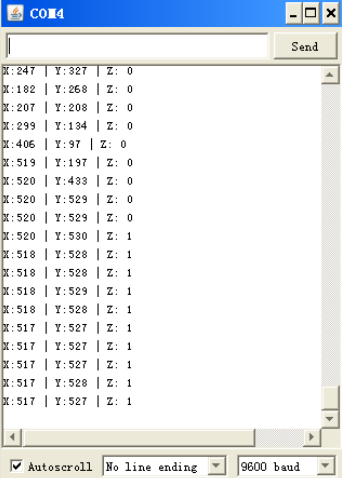 COM4
Send
X:247 | Y:327 | Z: 0
X:182 | Y:268 | Z: 0
X:207 | Y:208 | Z: 0
X:299 | Y:134 | Z: 0
X:406 | Y:97 | Z: 0
X:519 | Y:197 | Z: 0
X:520 | Y:433 | Z: 0
X:520 | Y:529 | Z: 0
X:520 | Y:529 | Z: 0
X:520 | Y:530 | Z: 1
X:518 | Y:528 | Z: 1
X:518 | Y:528 | Z: 1
X:518 | Y:529 | Z: 1
X:518 | Y:528 | Z: 1
X:517 | Y:527 | Z: 1
X:517 | Y:527 | Z: 1
X:517 | Y:527 | Z: 1
X:517 | Y:528 | Z: 1
X:517 | Y:527 | Z: 1
Autoscroll No line ending 9600 baud